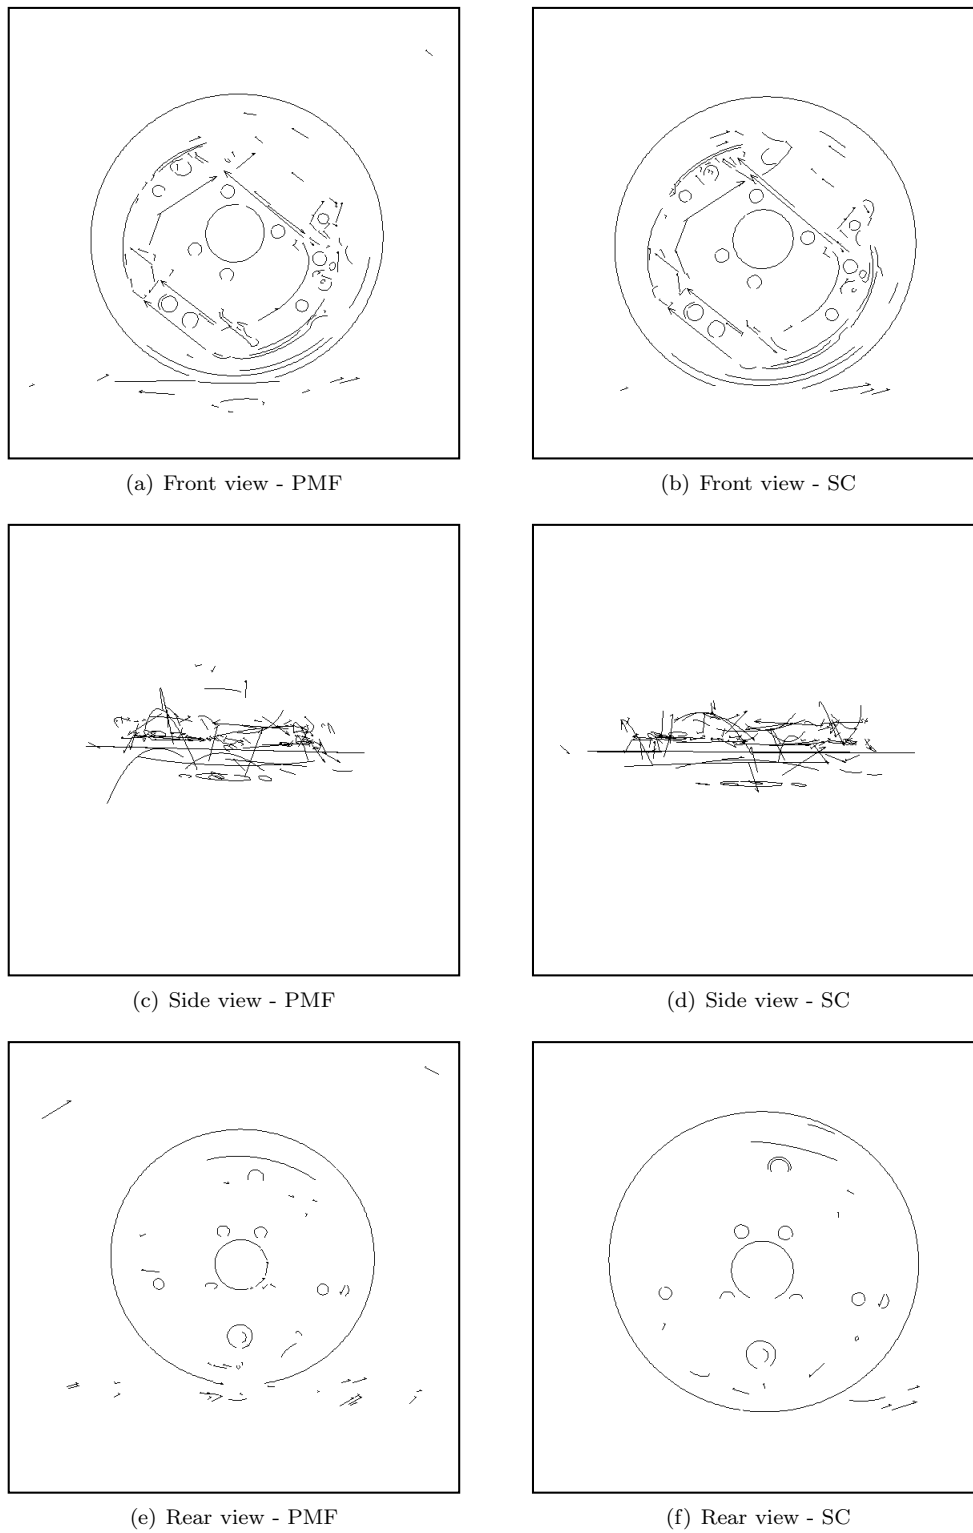 (a) Front view - PMF
(b) Front view - SC
(c) Side view - PMF
(d) Side view - SC
(e) Rear view - PMF
(f) Rear view - SC